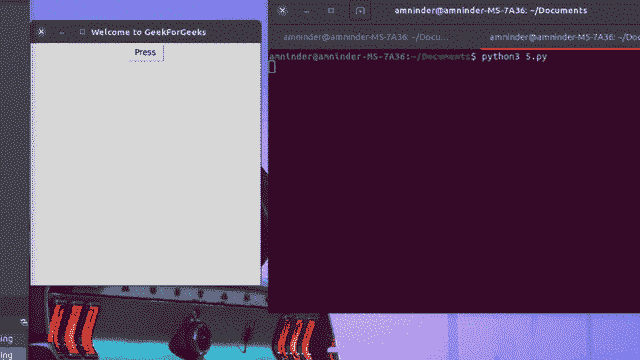 Welcome to GeekForGeeks
Press
amninder@amninder-MS-7A36: ~/Documents
amninder@amninder-MS-7A36: ~/Docu...
amninder@amninder-MS-7A36: ~/Docu
amninder@amninder-MS-7A36:~/Documents$ python3 5.py
ing
ing